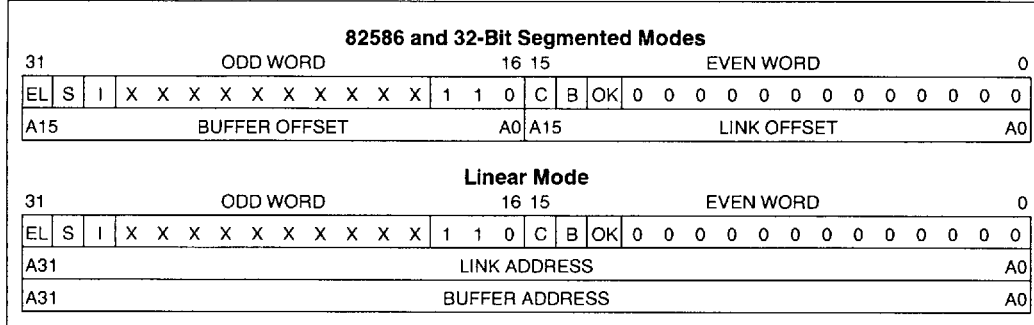 82586 and 32-Bit Segmented Modes
31 ODD WORD 16 15 EVEN WORD 0
EL S I X X X X X X X X X X 1 1 0 C B OK 0 0 0 0 0 0 0 0 0 0 0 0 0
A15 BUFFER OFFSET A0 A15 LINK OFFSET A0
Linear Mode
31 ODD WORD 16 15 EVEN WORD 0
EL S I X X X X X X X X X X 1 1 0 C B OK 0 0 0 0 0 0 0 0 0 0 0 0 0
A31 LINK ADDRESS A0
A31 BUFFER ADDRESS A0